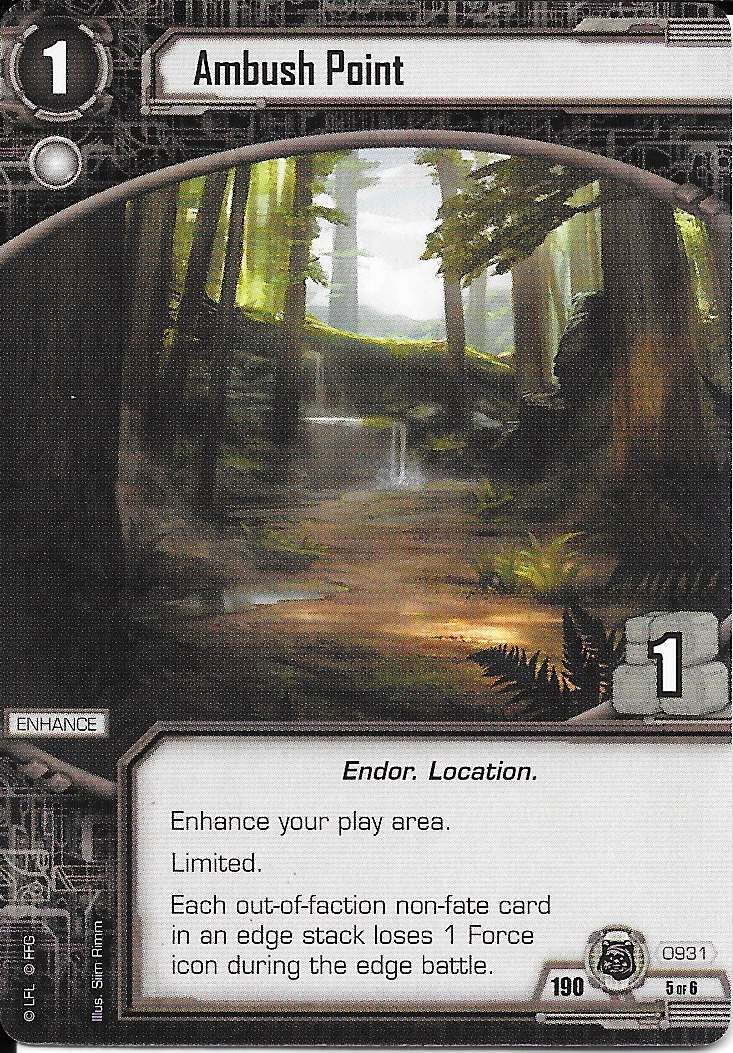 1
Ambush Point
1
ENHANCE
Endor. Location.
Enhance your play area.
Limited.
Each out-of-faction non-fate card
in an edge stack loses 1 Force
icon during the edge battle.
© LFL © FFG
Illus. Slim Rimm
0931
190
5 OF 6